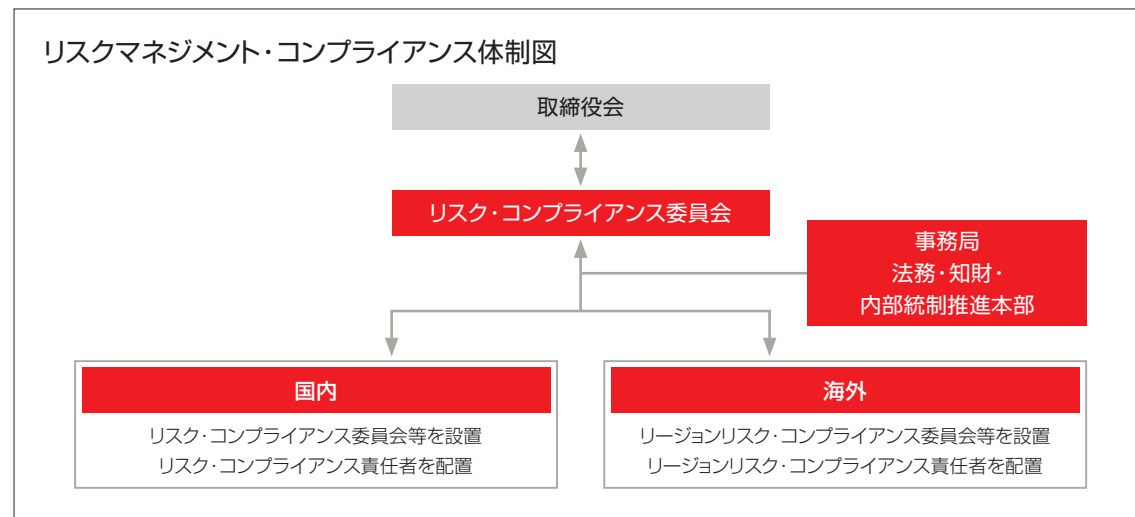 リスクマネジメント・コンプライアンス体制図
取締役会
リスク・コンプライアンス委員会
事務局
法務・知財・
内部統制推進本部
国内
リスク・コンプライアンス委員会等を設置
リスク・コンプライアンス責任者を配置
海外
リージョンリスク・コンプライアンス委員会等を設置
リージョンリスク・コンプライアンス責任者を配置